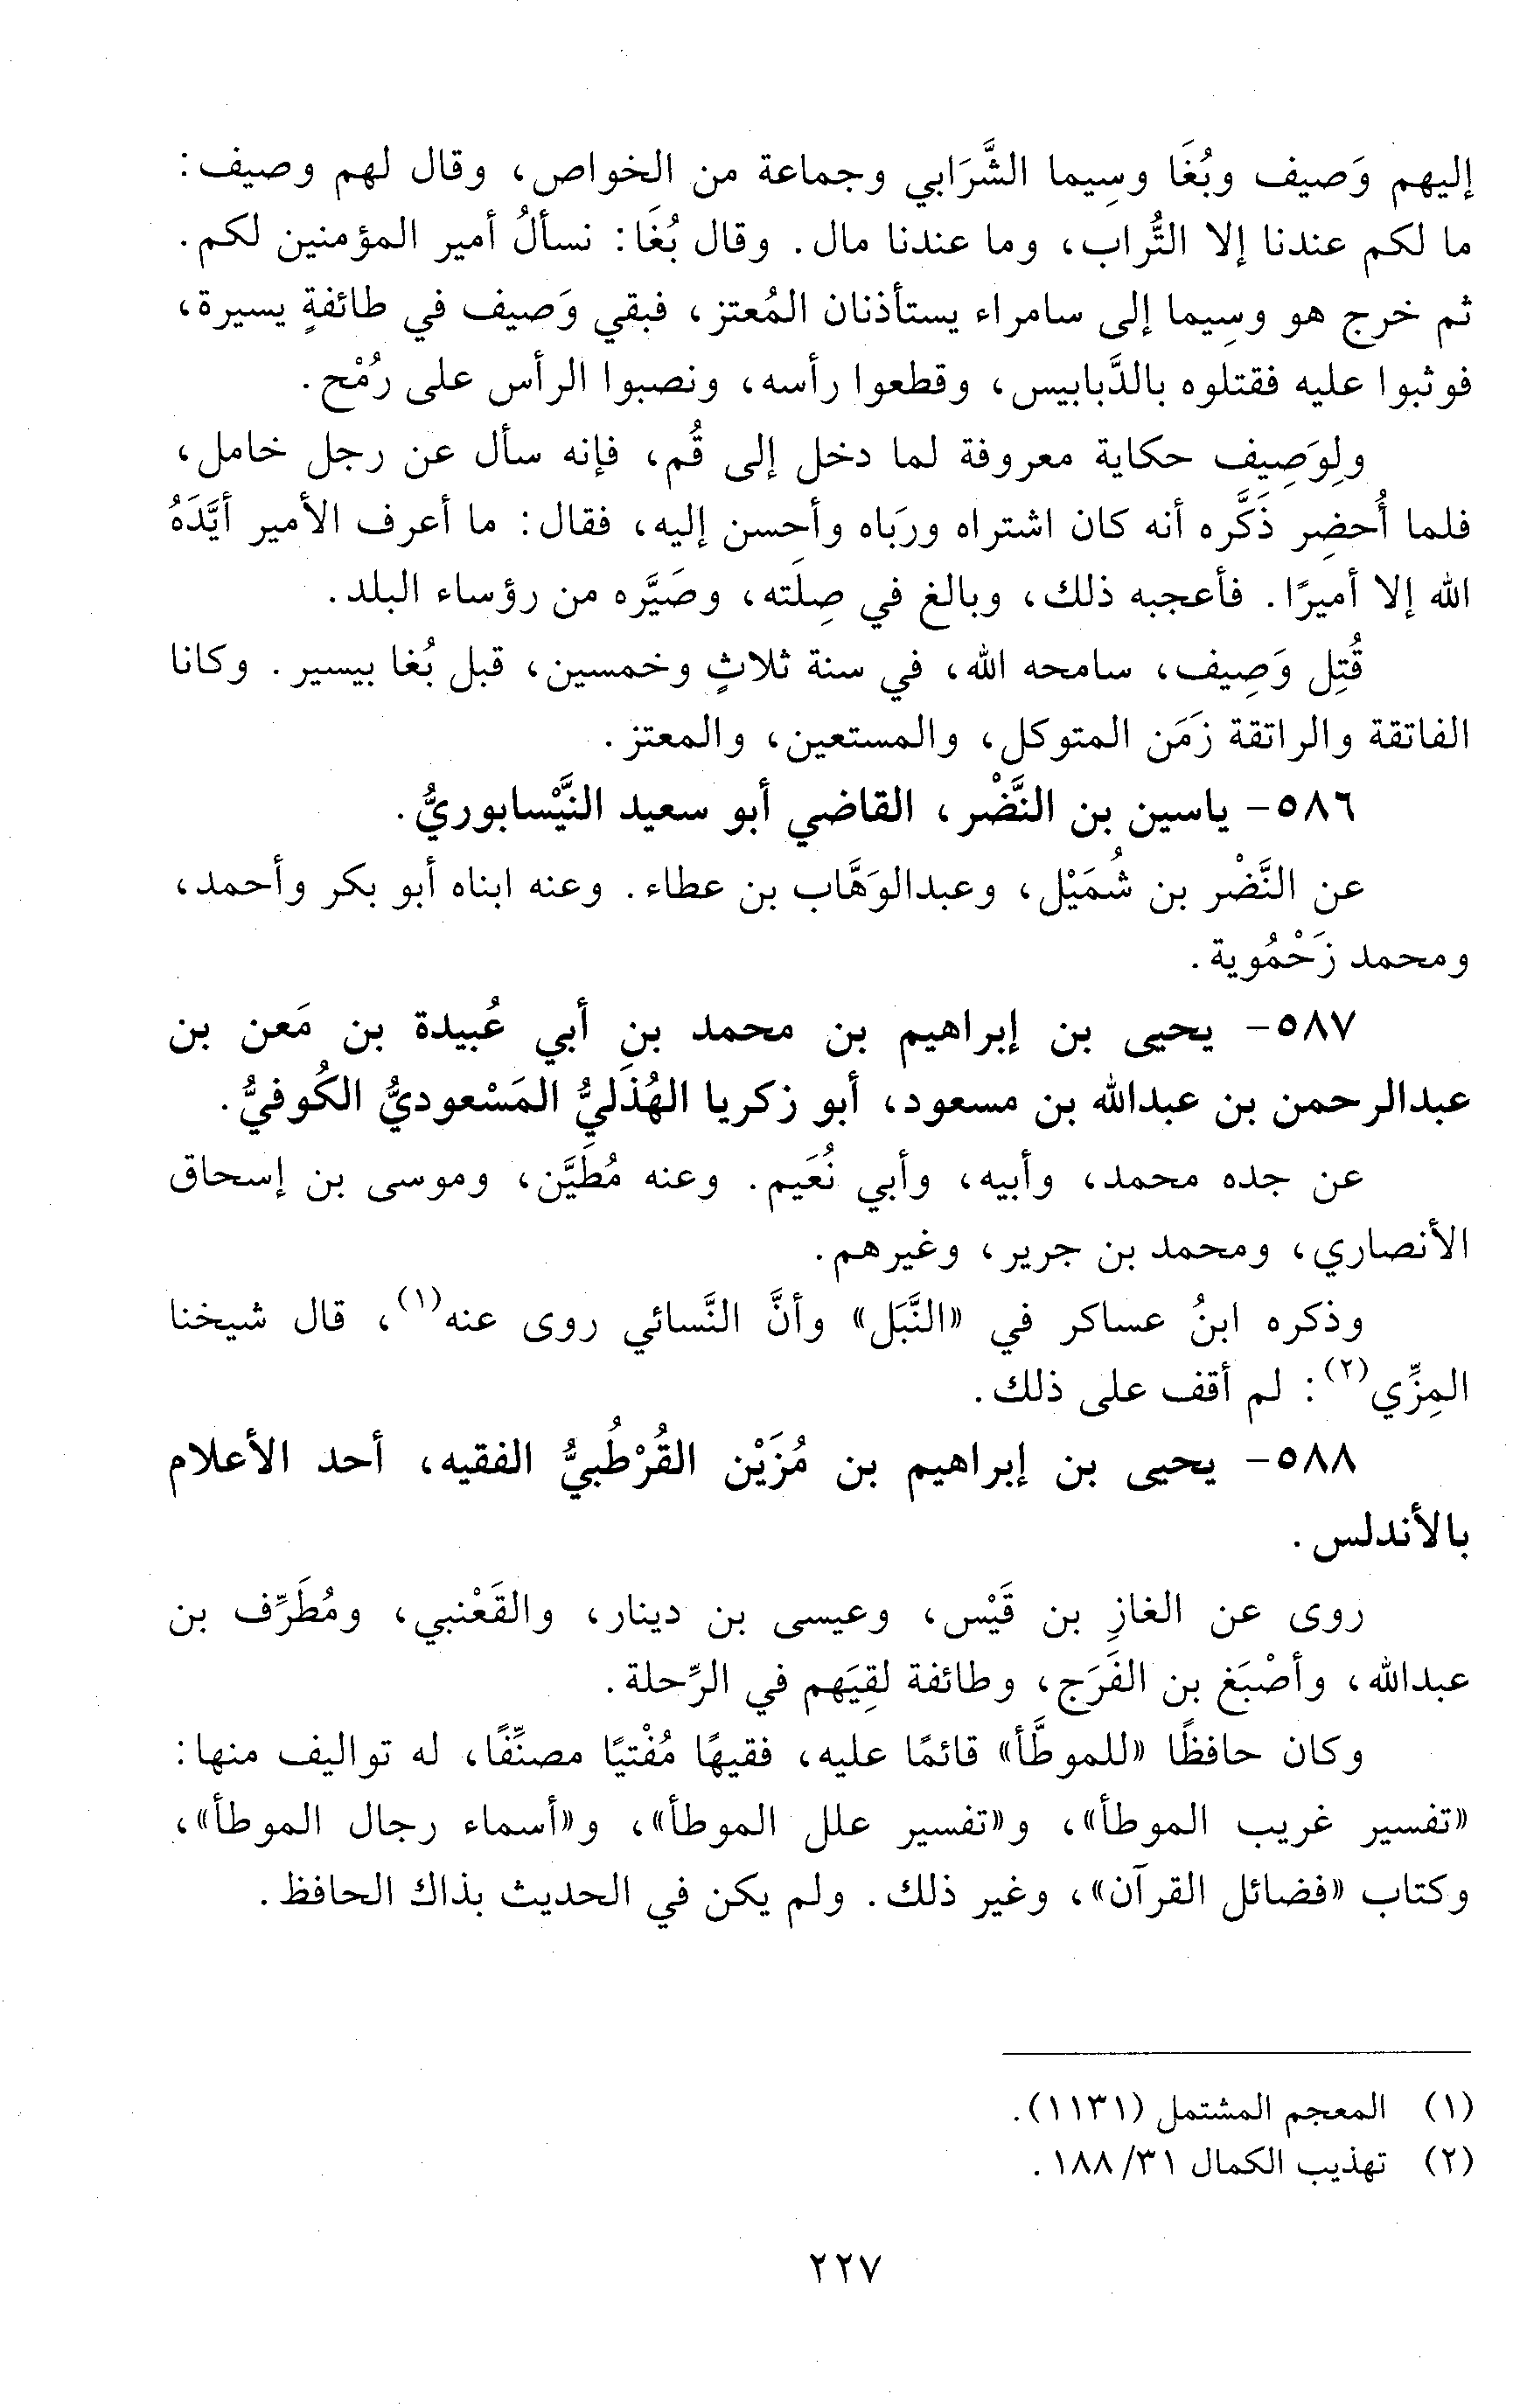 إليهم وَصيف وبُغَا وسِيما الشَّرَابي وجماعة من الخواص، وقال لهم وصيف:
ما لكم عندنا إلا التُّراب، وما عندنا مال. وقال بُغَا: نسألُ أمير المؤمنين لكم.
ثم خرج هو وسِيما إلى سامراء يستأذنان المُعتز، فبقي وَصيف في طائفةٍ يسيرة،
فوثبوا عليه فقتلوه بالدَّبابيس، وقطعوا رأسه، ونصبوا الرأس على رُمْح.
ولِوَصِيف حكاية معروفة لما دخل إلى قُم، فإنه سأل عن رجل خامل،
فلما أُحضِر ذَكَّره أنه كان اشتراه ورَباه وأحسن إليه، فقال: ما أعرف الأمير أيَّدَهُ
الله إلا أميرًا. فأعجبه ذلك، وبالغ في صِلَته، وصَيَّره من رؤساء البلد.
قُتِل وَصِيف، سامحه الله، في سنة ثلاثٍ وخمسين، قبل بُغا بيسير. وكانا
الفاتقة والراتقة زَمَن المتوكل، والمستعين، والمعتز.
٥٨٦- ياسين بن النَّضْر، القاضي أبو سعيد النَّيْسابوريُّ.
عن النَّضْر بن شُمَيْل، وعبدالوَهَّاب بن عطاء. وعنه ابناه أبو بكر وأحمد،
ومحمد زَحْمُوية.
٥٨٧- يحيى بن إبراهيم بن محمد بنِ أبي عُبيدة بن مَعن بن
عبدالرحمن بن عبدالله بن مسعود، أبو زكريا الهُذَليُّ المَسْعوديُّ الكُوفيُّ.
عن جده محمد، وأبيه، وأبي نُعَيم. وعنه مُطَيَّن، وموسى بن إسحاق
الأنصاري، ومحمد بن جرير، وغيرهم.
وذكره ابنُ عساكر في «النَّبَل» وأنَّ النَّسائي روى عنه(١)، قال شيخنا
المِزِّي(٢): لم أقف على ذلك.
٥٨٨- يحيى بن إبراهيم بن مُزَيْن القُرْطُبيُّ الفقيه، أحد الأعلام
بالأندلس.
روى عن الغازِ بن قَيْس، وعيسى بن دينار، والقَعْنبي، ومُطَرِّف بن
عبدالله، وأصْبَغ بن الفَرَج، وطائفة لقِيَهم في الرِّحلة.
وكان حافظًا «للموطَّأ» قائمًا عليه، فقيهًا مُفْتيًا مصنِّفًا، له تواليف منها:
«تفسير غريب الموطأ»، و«تفسير علل الموطأ»، و«أسماء رجال الموطأ»،
وكتاب «فضائل القرآن»، وغير ذلك. ولم يكن في الحديث بذاك الحافظ.
(١) المعجم المشتمل (١١٣١).
(٢) تهذيب الكمال ٣١/ ١٨٨.
٢٢٧